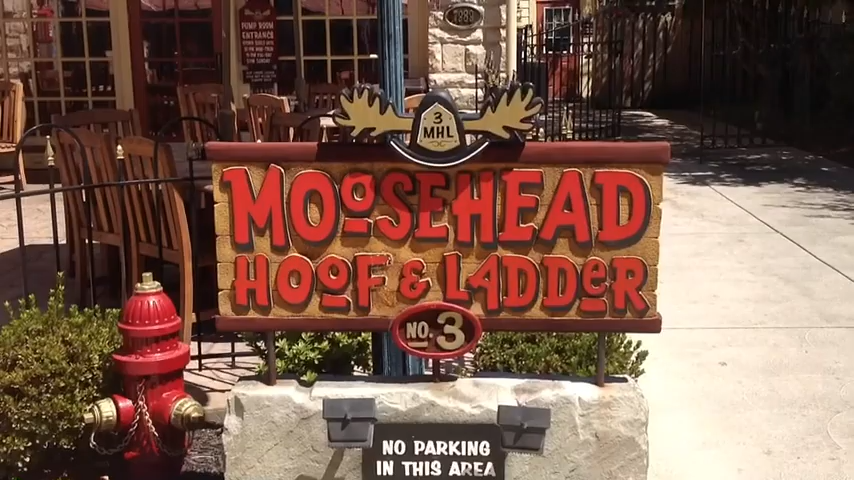 PUMP ROOM
ENTRANCE
3
MHL
MOOSEHEAD
HOOF & LADDER
NO. 3
NO PARKING
IN THIS AREA